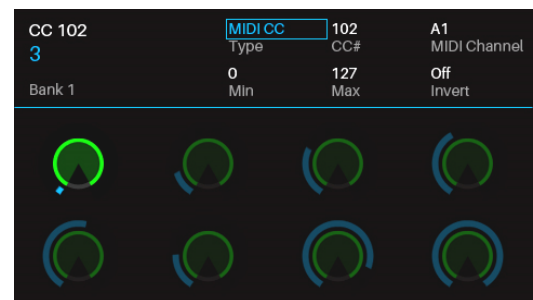 CC 102 MIDI CC 102 A1
3 Type CC# MIDI Channel
0 127 Off
Bank 1 Min Max Invert